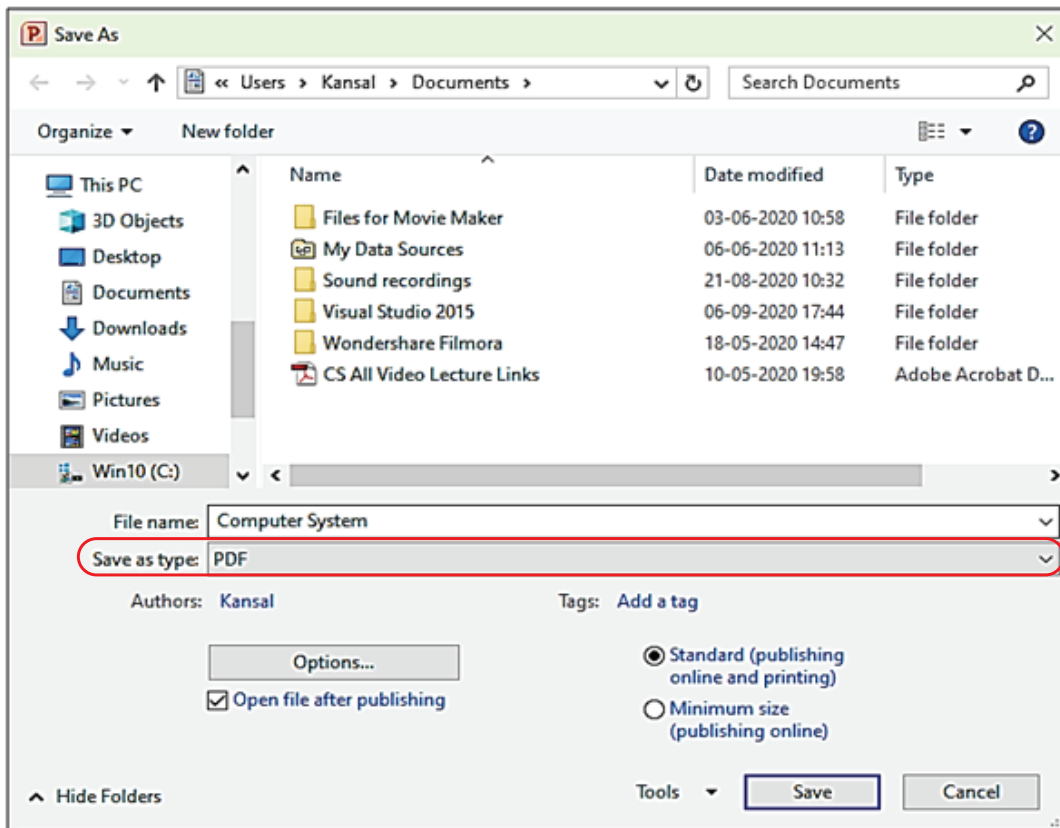 Save As
« Users › Kansal › Documents ›
Search Documents
Organize
New folder
This PC
3D Objects
Desktop
Documents
Downloads
Music
Pictures
Videos
Win10 (C:)
Name Date modified Type
Files for Movie Maker 03-06-2020 10:58 File folder
My Data Sources 06-06-2020 11:13 File folder
Sound recordings 21-08-2020 10:32 File folder
Visual Studio 2015 06-09-2020 17:44 File folder
Wondershare Filmora 18-05-2020 14:47 File folder
CS All Video Lecture Links 10-05-2020 19:58 Adobe Acrobat D...
File name: Computer System
Save as type: PDF
Authors: Kansal Tags: Add a tag
Options...
Open file after publishing
Standard (publishing
online and printing)
Minimum size
(publishing online)
Hide Folders
Tools Save Cancel